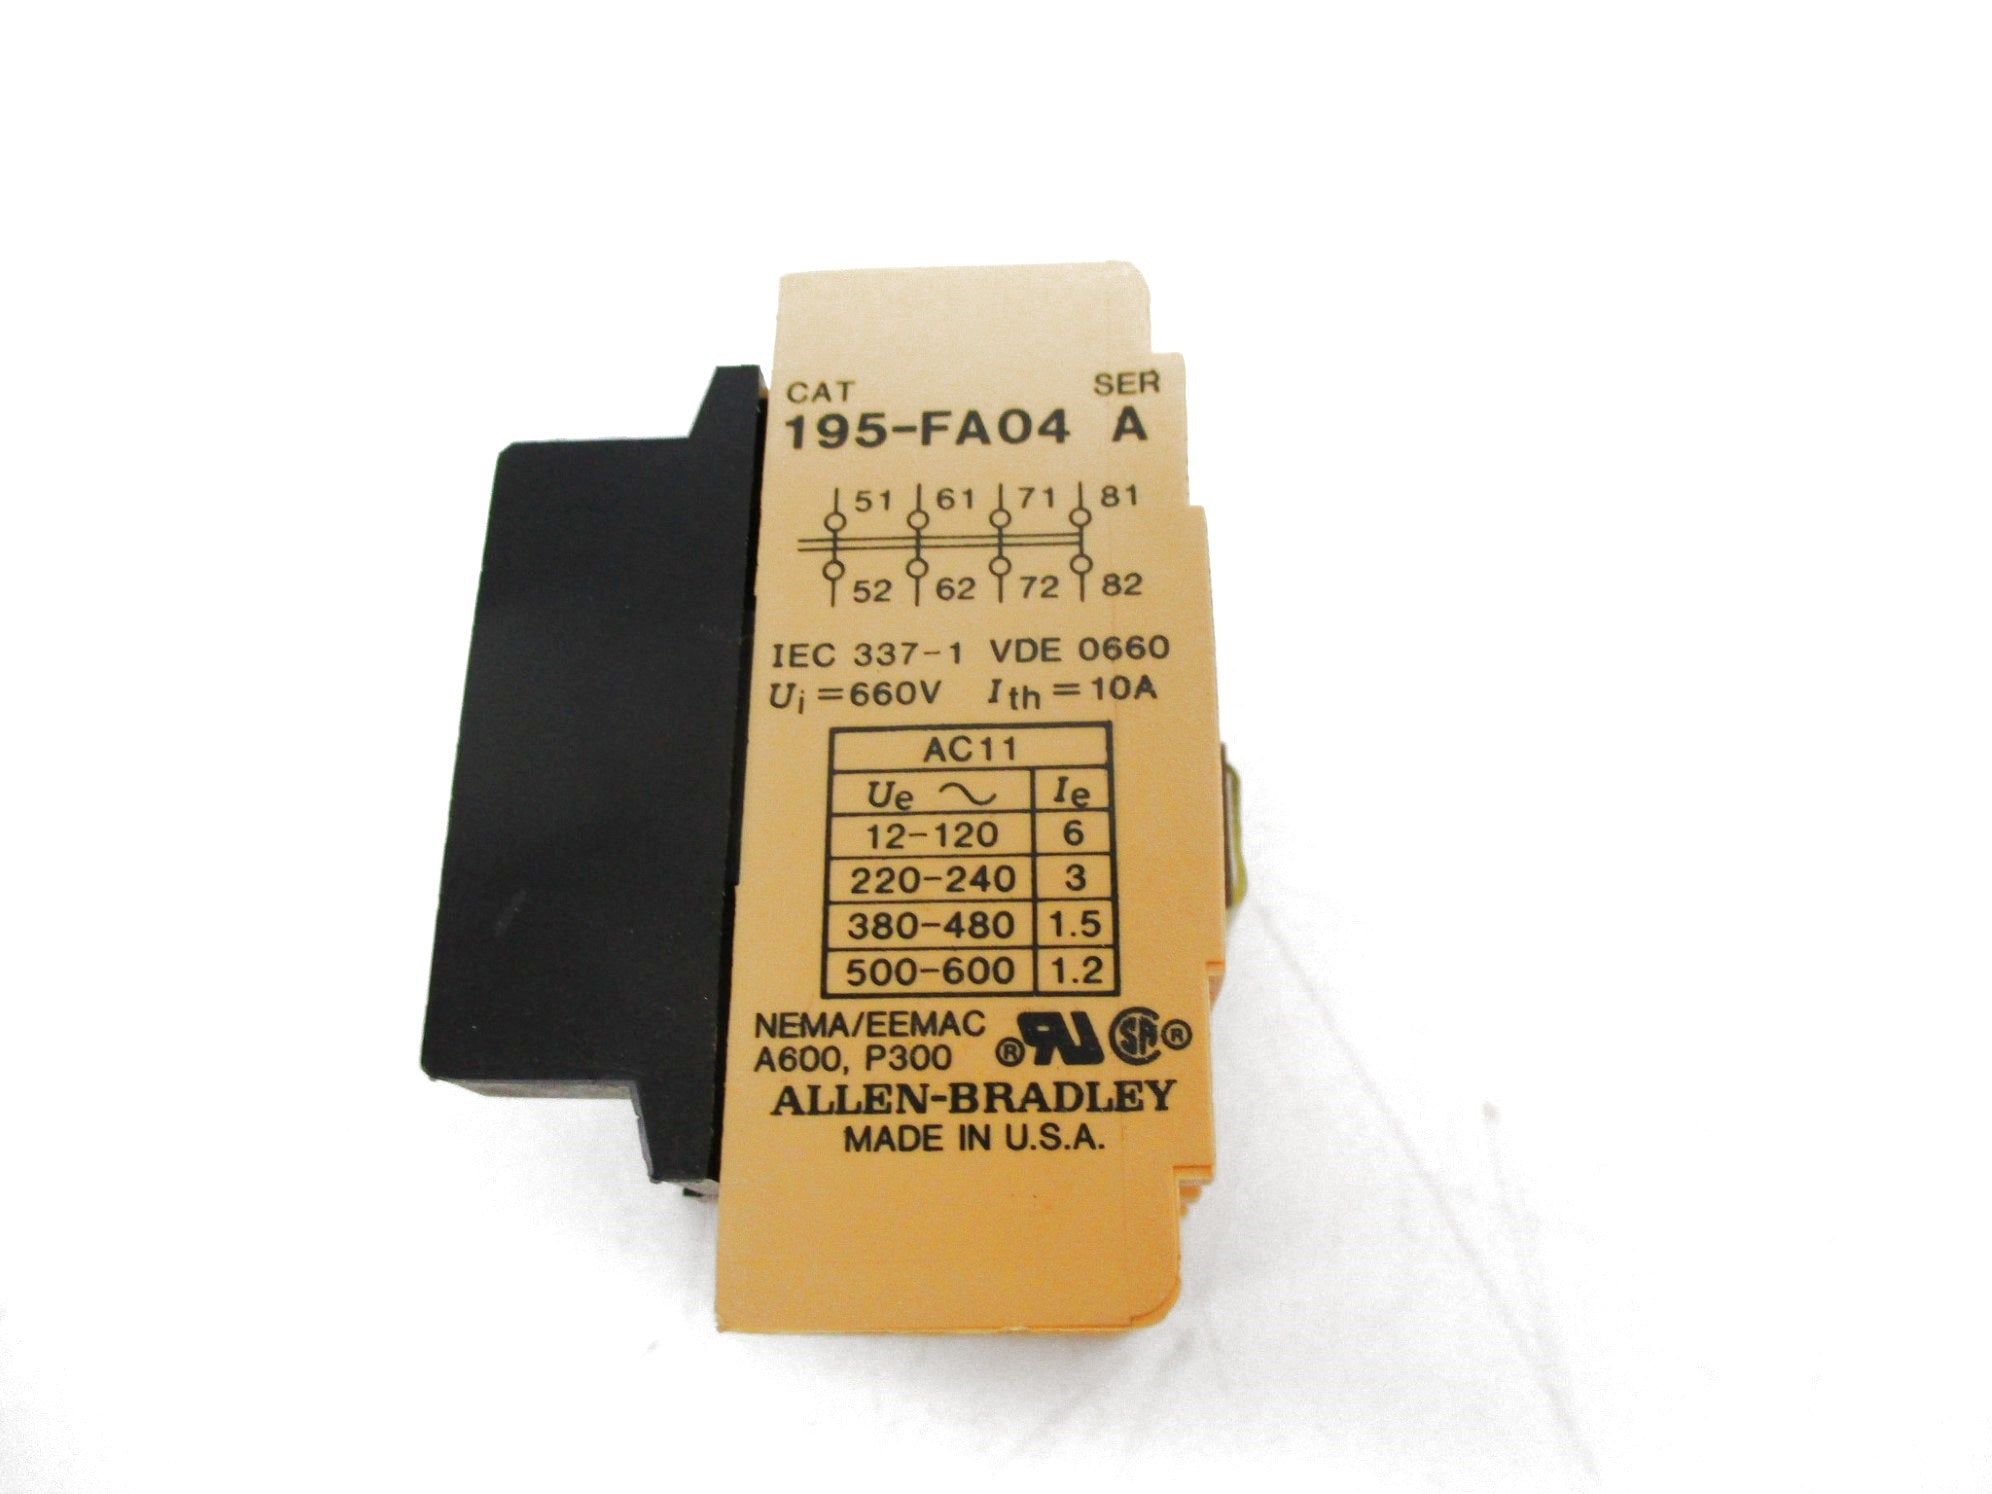 CAT SER
195-FA04 A
51 61 71 81
52 62 72 82
IEC 337-1 VDE 0660
Ui=660V Ith=10A
AC11
Ue ~ Ie
12-120 6
220-240 3
380-480 1.5
500-600 1.2
NEMA/EEMAC
A600, P300 ® RU SA ®
ALLEN-BRADLEY
MADE IN U.S.A.